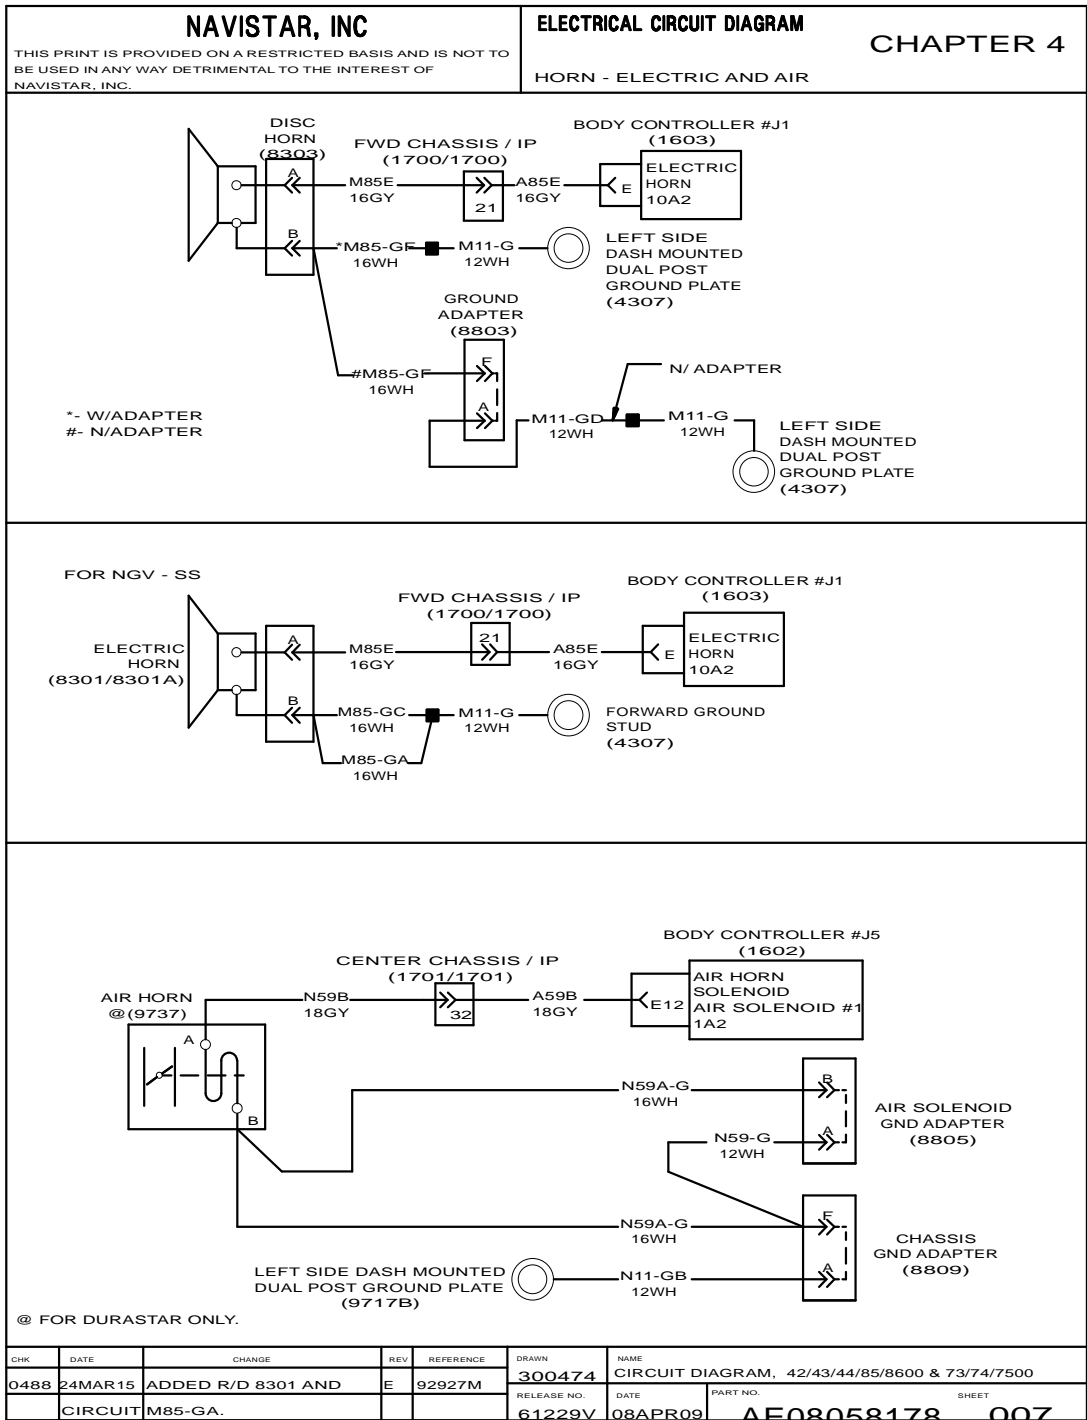 NAVISTAR, INC
THIS PRINT IS PROVIDED ON A RESTRICTED BASIS AND IS NOT TO
BE USED IN ANY WAY DETRIMENTAL TO THE INTEREST OF
NAVISTAR, INC.
ELECTRICAL CIRCUIT DIAGRAM
CHAPTER 4
HORN - ELECTRIC AND AIR
DISC
HORN
(8303)
FWD CHASSIS / IP
(1700/1700)
BODY CONTROLLER #J1
(1603)
A
M85E
16GY
21
A85E
16GY
E
ELECTRIC
HORN
10A2
B
*M85-GF
16WH
M11-G
12WH
LEFT SIDE
DASH MOUNTED
DUAL POST
GROUND PLATE
(4307)
GROUND
ADAPTER
(8803)
#M85-GF
16WH
F
A
N/ ADAPTER
M11-GD
12WH
M11-G
12WH
LEFT SIDE
DASH MOUNTED
DUAL POST
GROUND PLATE
(4307)
*- W/ADAPTER
#- N/ADAPTER
FOR NGV - SS
ELECTRIC
HORN
(8301/8301A)
FWD CHASSIS / IP
(1700/1700)
BODY CONTROLLER #J1
(1603)
A
M85E
16GY
21
A85E
16GY
E
ELECTRIC
HORN
10A2
B
M85-GC
16WH
M11-G
12WH
FORWARD GROUND
STUD
(4307)
M85-GA
16WH
BODY CONTROLLER #J5
(1602)
CENTER CHASSIS / IP
(1701/1701)
AIR HORN
@(9737)
N59B
18GY
32
A59B
18GY
E12
AIR HORN
SOLENOID
AIR SOLENOID #1
1A2
A
B
N59A-G
16WH
B
A
N59-G
12WH
AIR SOLENOID
GND ADAPTER
(8805)
N59A-G
16WH
F
A
CHASSIS
GND ADAPTER
(8809)
LEFT SIDE DASH MOUNTED
DUAL POST GROUND PLATE
(9717B)
N11-GB
12WH
@ FOR DURASTAR ONLY.
CHK DATE CHANGE REV REFERENCE
0488 24MAR15 ADDED R/D 8301 AND E 92927M
CIRCUIT M85-GA.
DRAWN
300474
NAME
CIRCUIT DIAGRAM, 42/43/44/85/8600 & 73/74/7500
RELEASE NO.
61229V
DATE
08APR09
PART NO.
AE08058178
SHEET
007